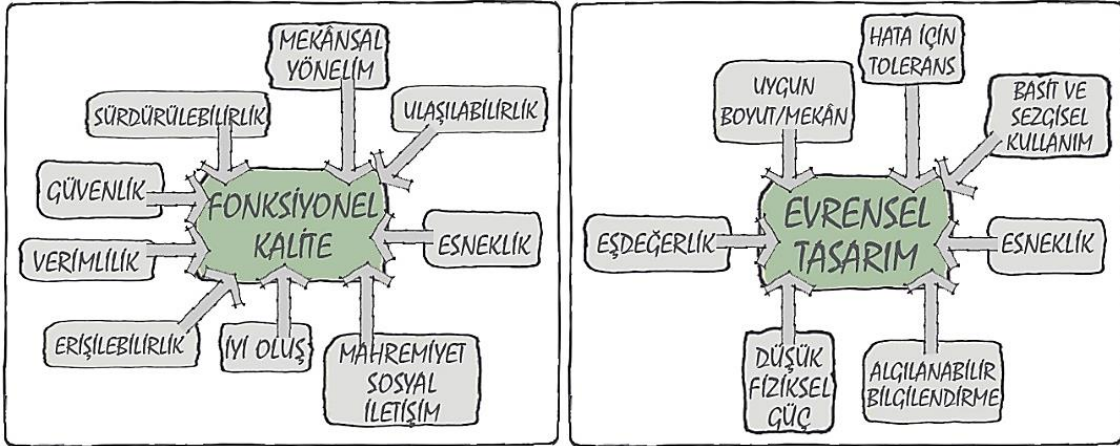 MEKÂNSAL
YÖNELİM
SÜRDÜRÜLEBİLİRLİK
ULAŞILABİLİRLİK
GÜVENLİK
FONKSİYONEL
KALİTE
VERİMLİLİK
ESNEKLİK
ERİŞİLEBİLİRLİK
İYİ OLUŞ
MAHREMİYET
SOSYAL
İLETİŞİM
HATA İÇİN
TOLERANS
UYGUN
BOYUT/MEKÂN
BASİT VE
SEZGİSEL
KULLANIM
EŞDEĞERLİK
EVRENSEL
TASARIM
ESNEKLİK
DÜŞÜK
FİZİKSEL
GÜÇ
ALGILANABİLİR
BİLGİLENDİRME